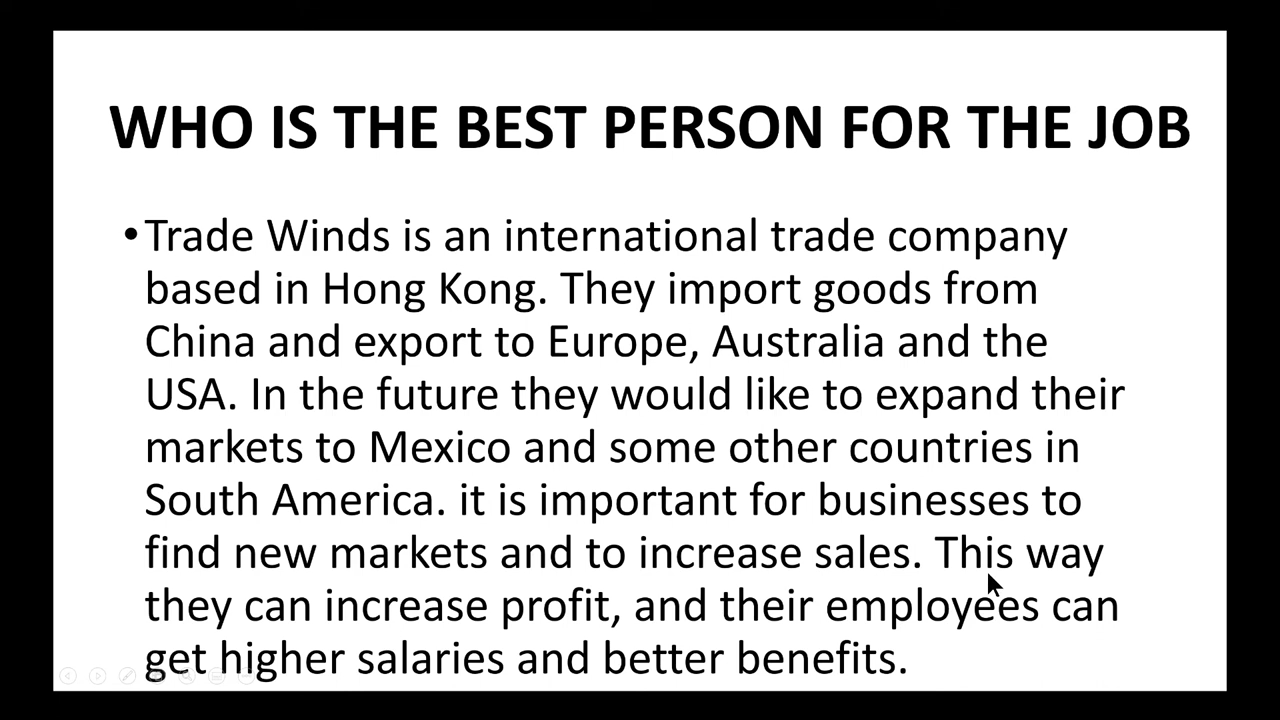 WHO IS THE BEST PERSON FOR THE JOB
•Trade Winds is an international trade company
based in Hong Kong. They import goods from
China and export to Europe, Australia and the
USA. In the future they would like to expand their
markets to Mexico and some other countries in
South America. it is important for businesses to
find new markets and to increase sales. This way
they can increase profit, and their employees can
get higher salaries and better benefits.